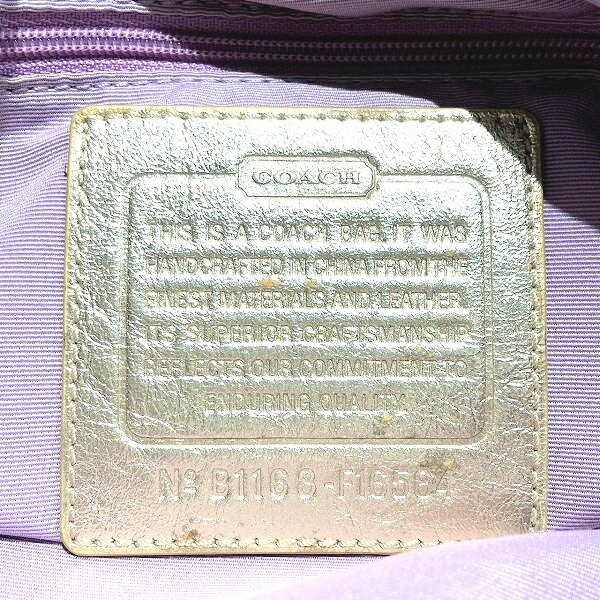 COACH
THIS IS A COACH BAG. IT WAS
HANDCRAFTED IN CHINA FROM THE
FINEST MATERIALS AND LEATHER.
ITS SUPERIOR CRAFTSMANSHIP
REFLECTS OUR COMMITMENT TO
ENDURING QUALITY.
Nº B1168-F16564